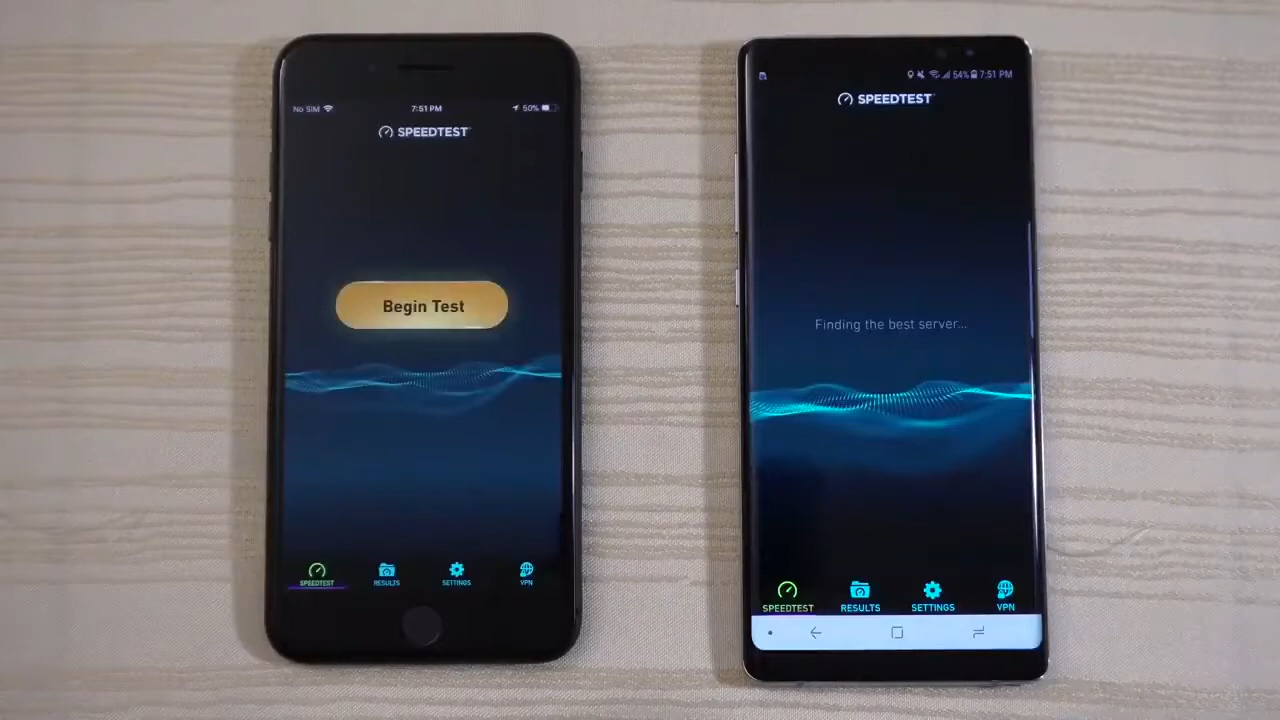 No SIM
7:51 PM
50%
SPEEDTEST
Begin Test
SPEEDTEST
RESULTS
SETTINGS
VPN
54% 7:51 PM
SPEEDTEST
Finding the best server...
SPEEDTEST
RESULTS
SETTINGS
VPN